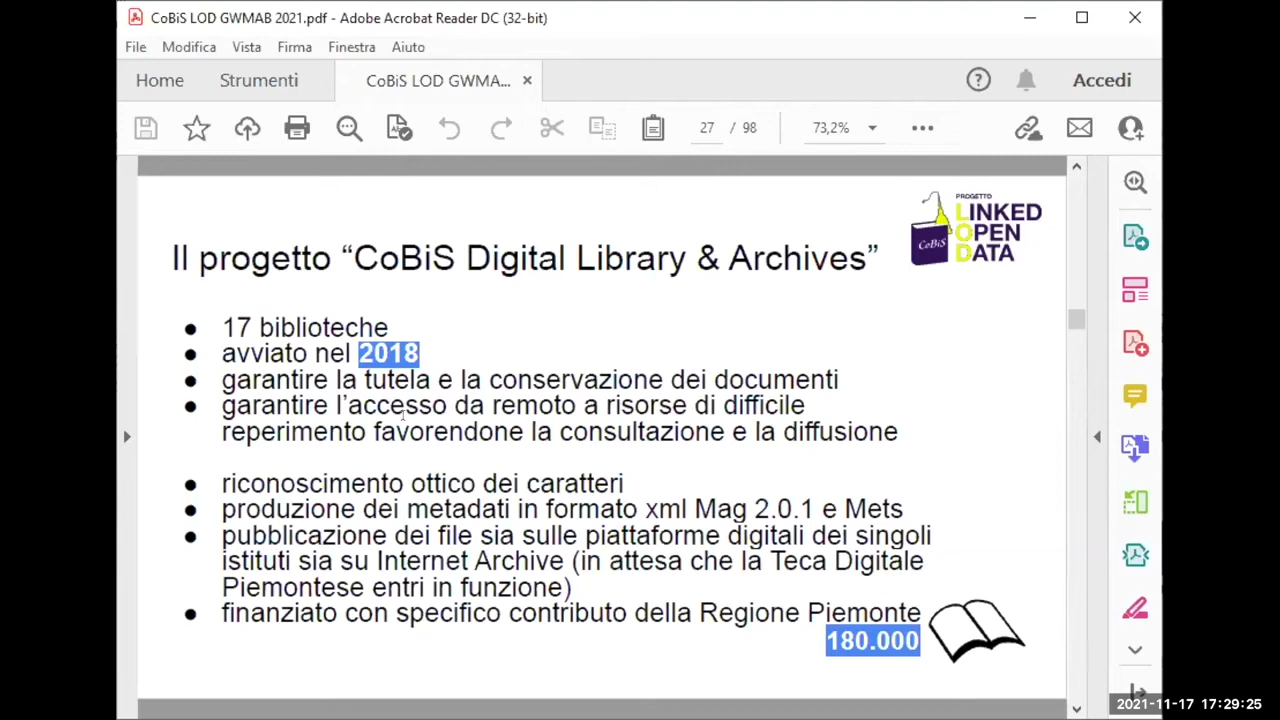 CoBiS LOD GWMAB 2021.pdf - Adobe Acrobat Reader DC (32-bit)
File Modifica Vista Firma Finestra Aiuto
Home Strumenti CoBiS LOD GWMA... × Accedi
27 / 98 73,2%
PROGETTO
LINKED
OPEN
DATA
CoBiS
Il progetto “CoBiS Digital Library & Archives”
● 17 biblioteche
● avviato nel 2018
● garantire la tutela e la conservazione dei documenti
● garantire l’accesso da remoto a risorse di difficile
reperimento favorendone la consultazione e la diffusione
● riconoscimento ottico dei caratteri
● produzione dei metadati in formato xml Mag 2.0.1 e Mets
● pubblicazione dei file sia sulle piattaforme digitali dei singoli
istituti sia su Internet Archive (in attesa che la Teca Digitale
Piemontese entri in funzione)
● finanziato con specifico contributo della Regione Piemonte
180.000
2021-11-17 17:29:25